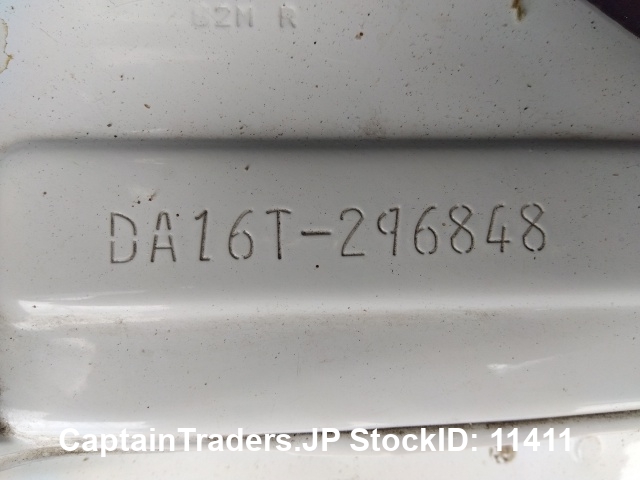 B2M R
DA16T-296848
CaptainTraders.JP StockID: 11411